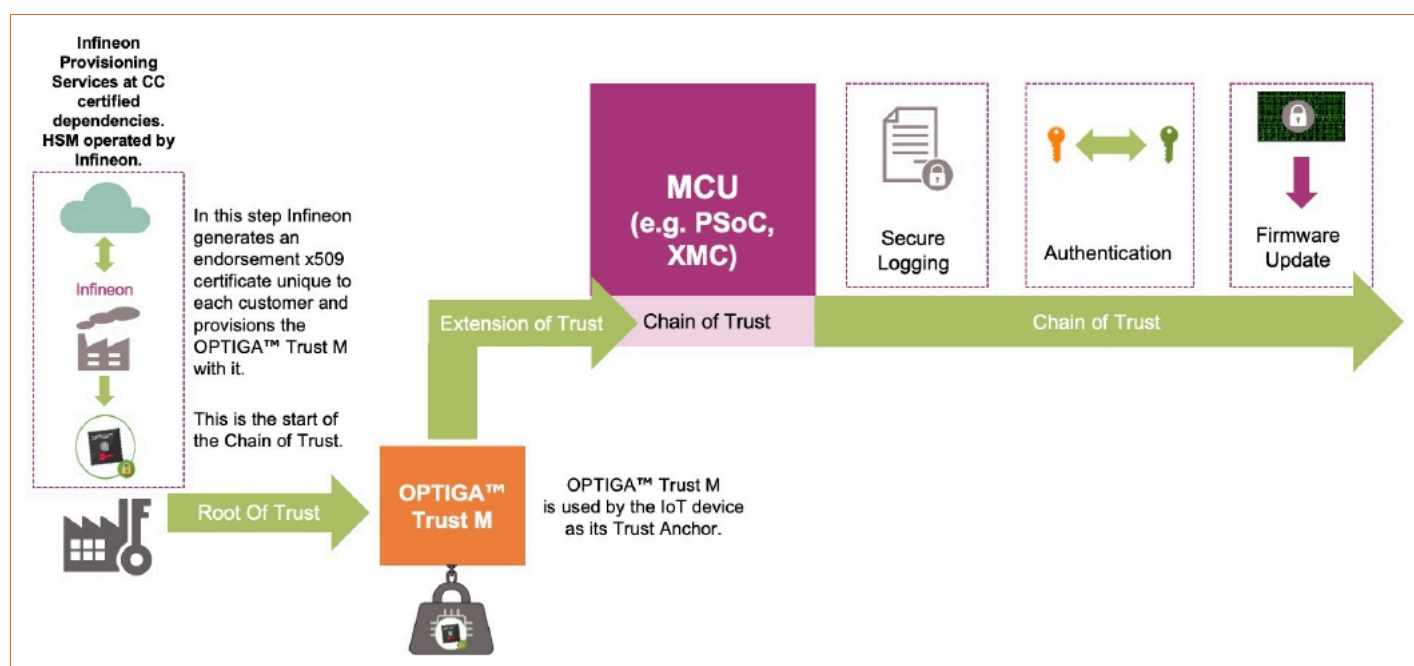 Infineon
Provisioning
Services at CC
certified
dependencies.
HSM operated by
Infineon.
Infineon
In this step Infineon
generates an
endorsement x509
certificate unique to
each customer and
provisions the
OPTIGA™ Trust M
with it.
This is the start of
the Chain of Trust.
Root Of Trust
OPTIGA™
Trust M
OPTIGA™ Trust M
is used by the IoT device
as its Trust Anchor.
Extension of Trust
MCU
(e.g. PSoC,
XMC)
Chain of Trust
Secure
Logging
Authentication
Firmware
Update
Chain of Trust